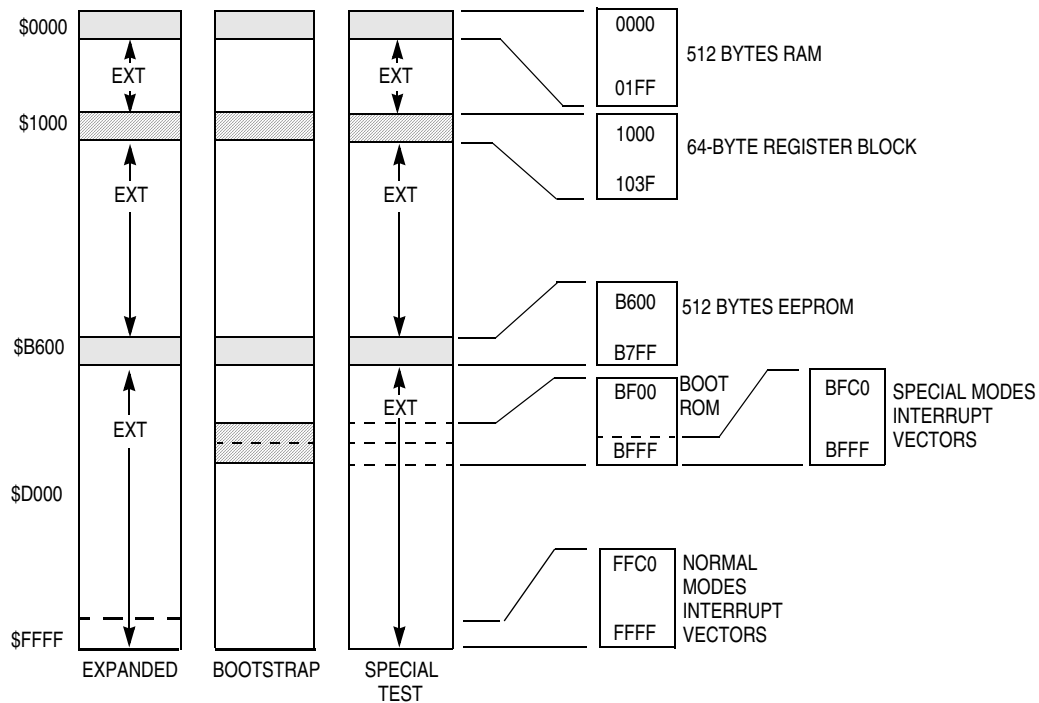 $0000
EXT
EXT
0000
512 BYTES RAM
01FF
$1000
1000
64-BYTE REGISTER BLOCK
103F
EXT
EXT
B600
512 BYTES EEPROM
$B600
B7FF
EXT
EXT
BF00
BOOT
ROM
BFFF
BFC0
SPECIAL MODES
INTERRUPT
VECTORS
BFFF
$D000
FFC0
NORMAL
MODES
INTERRUPT
VECTORS
FFFF
$FFFF
EXPANDED
BOOTSTRAP
SPECIAL
TEST